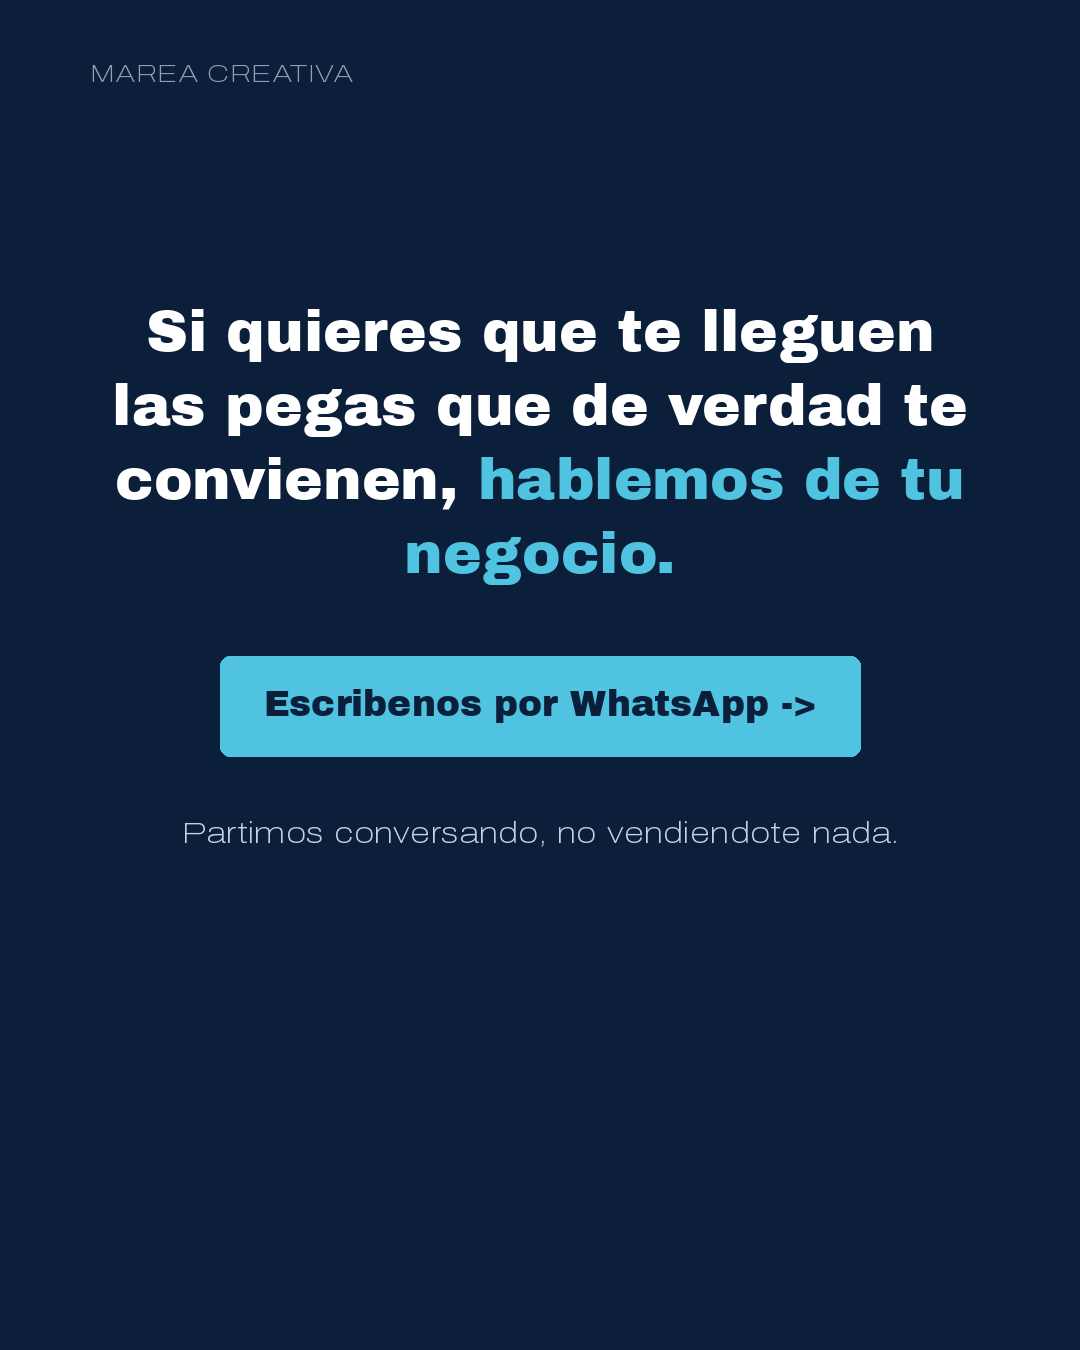 MAREA CREATIVA
Si quieres que te lleguen
las pegas que de verdad te
convienen, hablemos de tu
negocio.
Escribenos por WhatsApp ->
Partimos conversando, no vendiendote nada.